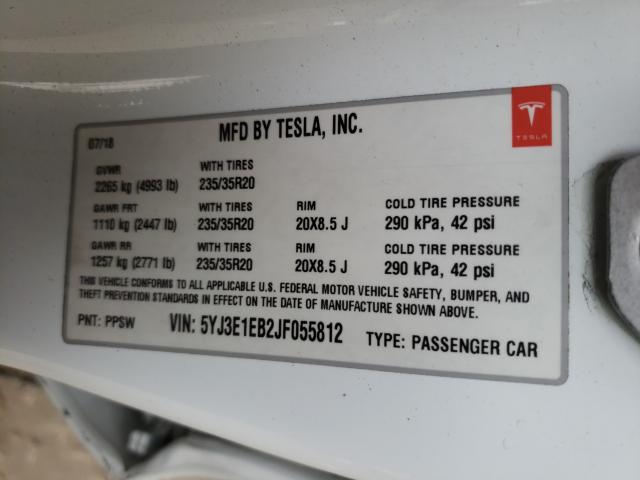 07/18
MFD BY TESLA, INC.
TESLA
GVWR WITH TIRES
2265 kg (4993 lb) 235/35R20
GAWR FRT WITH TIRES RIM COLD TIRE PRESSURE
1110 kg (2447 lb) 235/35R20 20X8.5 J 290 kPa, 42 psi
GAWR RR WITH TIRES RIM COLD TIRE PRESSURE
1257 kg (2771 lb) 235/35R20 20X8.5 J 290 kPa, 42 psi
THIS VEHICLE CONFORMS TO ALL APPLICABLE U.S. FEDERAL MOTOR VEHICLE SAFETY, BUMPER, AND
THEFT PREVENTION STANDARDS IN EFFECT ON THE DATE OF MANUFACTURE SHOWN ABOVE.
PNT: PPSW VIN: 5YJ3E1EB2JF055812 TYPE: PASSENGER CAR